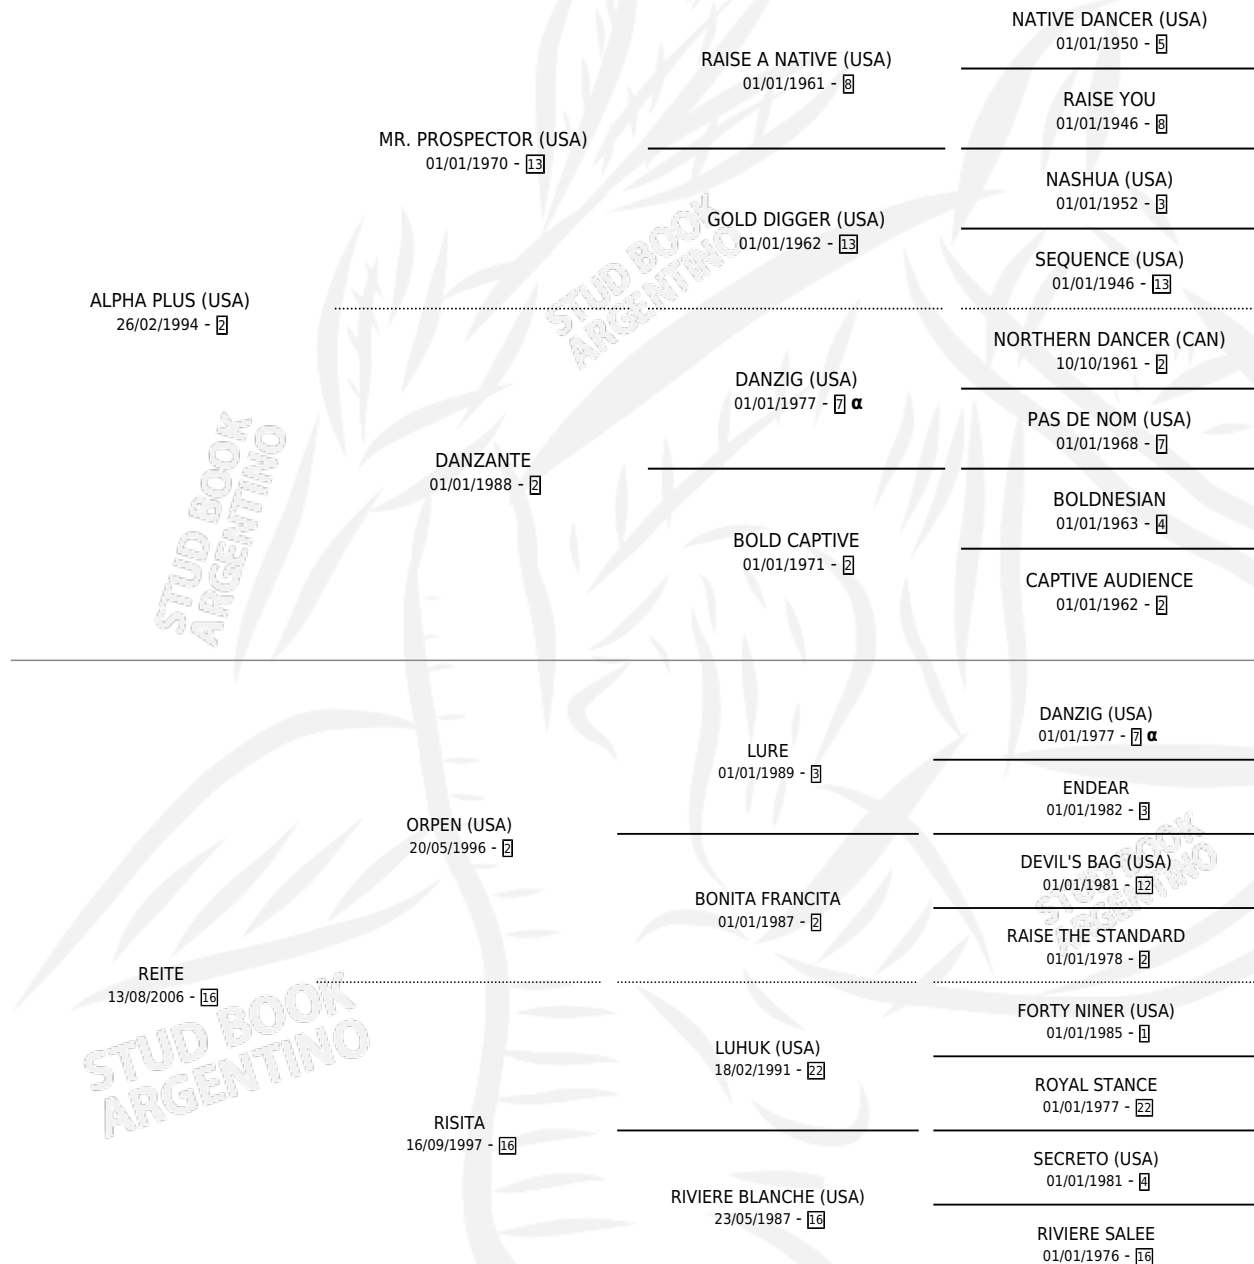 NATIVE DANCER (USA)
01/01/1950 - 5
RAISE A NATIVE (USA)
01/01/1961 - 8
RAISE YOU
01/01/1946 - 8
MR. PROSPECTOR (USA)
01/01/1970 - 13
NASHUA (USA)
01/01/1952 - 3
GOLD DIGGER (USA)
01/01/1962 - 13
SEQUENCE (USA)
01/01/1946 - 13
STUD BOOK
ARGENTINO
ALPHA PLUS (USA)
26/02/1994 - 2
NORTHERN DANCER (CAN)
10/10/1961 - 2
DANZIG (USA)
01/01/1977 - 7 α
PAS DE NOM (USA)
01/01/1968 - 7
DANZANTE
01/01/1988 - 2
BOLDNESIAN
01/01/1963 - 4
BOLD CAPTIVE
01/01/1971 - 2
CAPTIVE AUDIENCE
01/01/1962 - 2
STUD BOOK
ARGENTINO
DANZIG (USA)
01/01/1977 - 7 α
LURE
01/01/1989 - 3
ENDEAR
01/01/1982 - 3
ORPEN (USA)
20/05/1996 - 2
DEVIL'S BAG (USA)
01/01/1981 - 12
BONITA FRANCITA
01/01/1987 - 2
RAISE THE STANDARD
01/01/1978 - 2
STUD BOOK
ARGENTINO
REITE
13/08/2006 - 16
FORTY NINER (USA)
01/01/1985 - 1
LUHUK (USA)
18/02/1991 - 22
ROYAL STANCE
01/01/1977 - 22
STUD BOOK
ARGENTINO
RISITA
16/09/1997 - 16
SECRETO (USA)
01/01/1981 - 4
RIVIERE BLANCHE (USA)
23/05/1987 - 16
RIVIERE SALEE
01/01/1976 - 16